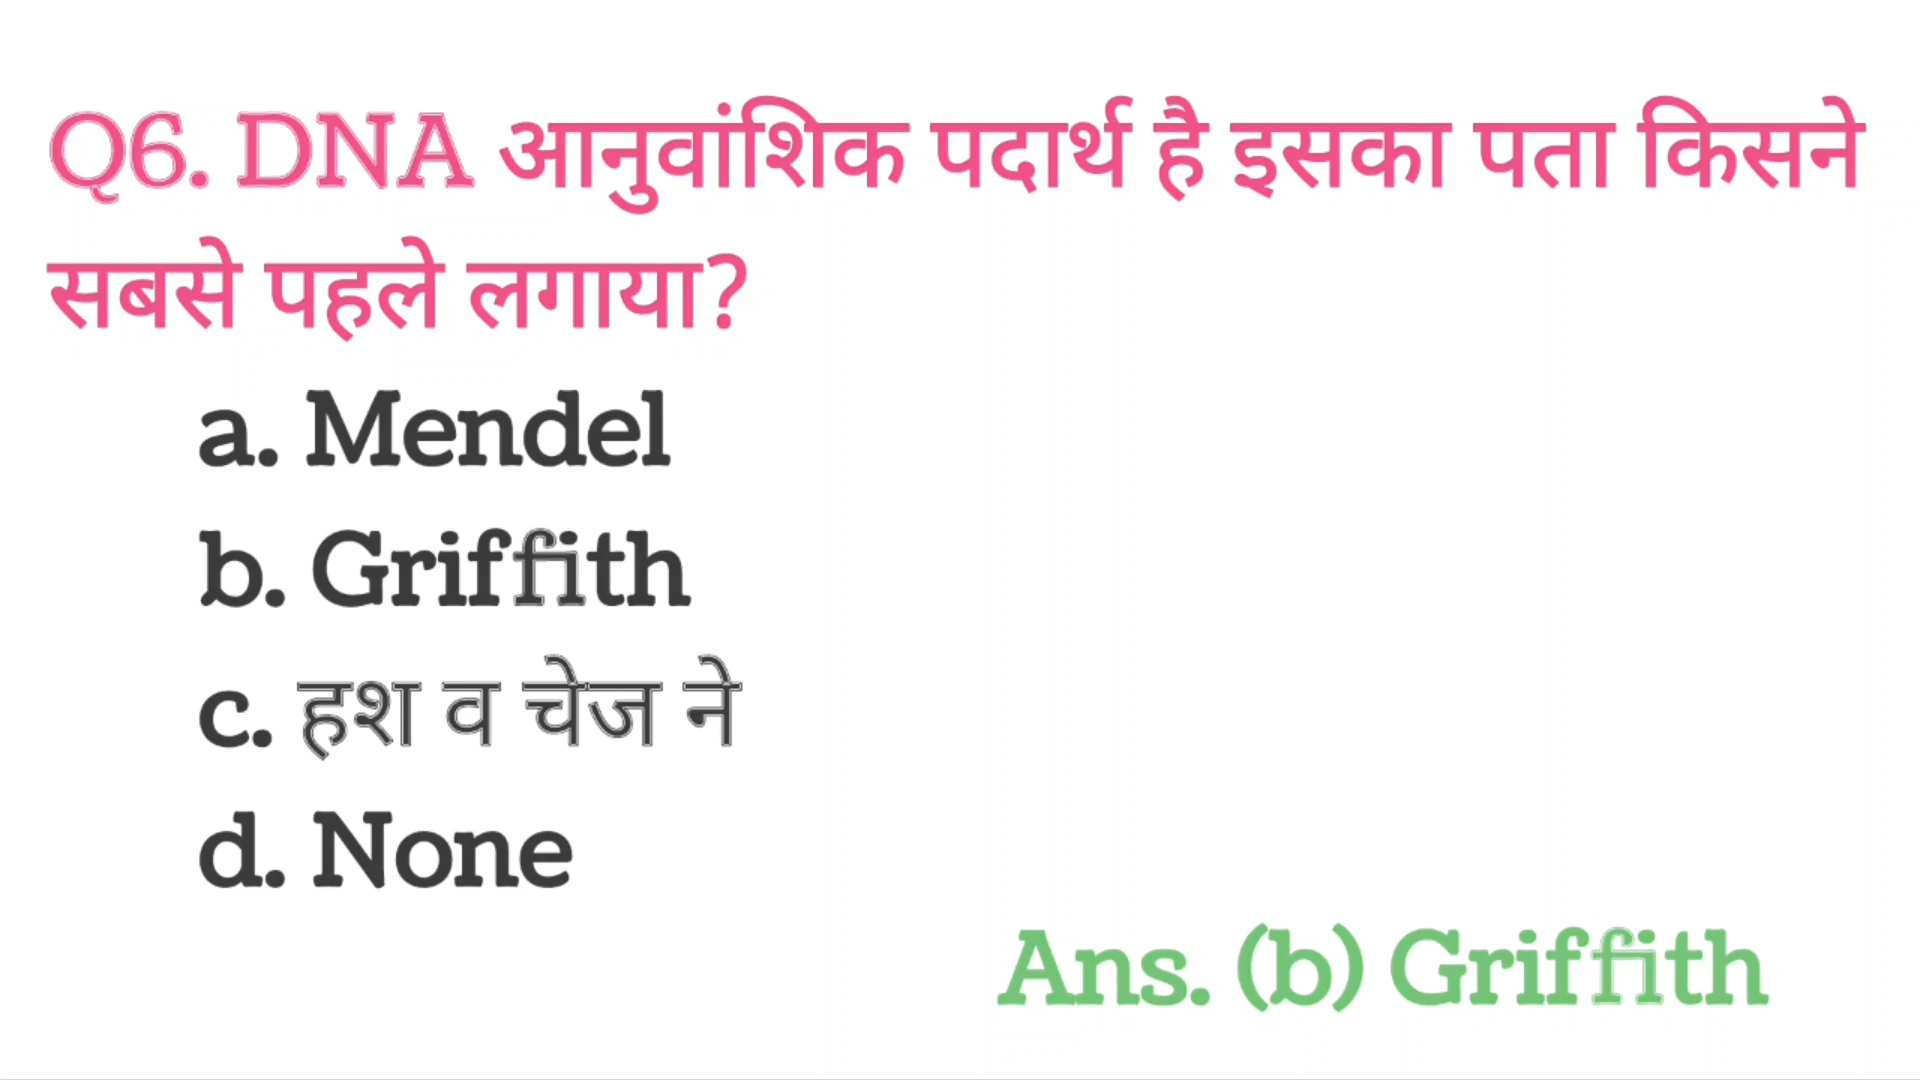 Q6. DNA आनुवांशिक पदार्थ है इसका पता किसने
सबसे पहले लगाया?
a. Mendel
b. Griffith
c. हश व चेज ने
d. None
Ans. (b) Griffith